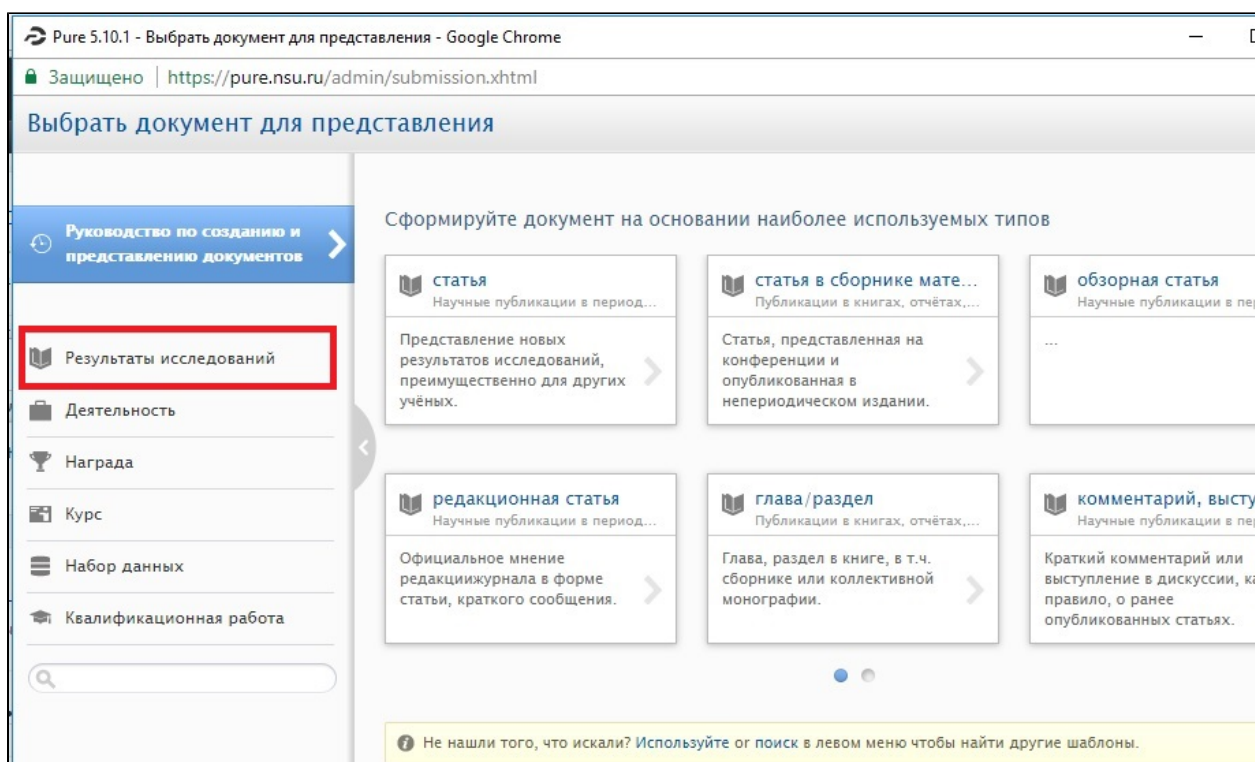 Pure 5.10.1 - Выбрать документ для представления - Google Chrome
Защищено | https://pure.nsu.ru/admin/submission.xhtml
Выбрать документ для представления
Руководство по созданию и
представлению документов
Результаты исследований
Деятельность
Награда
Курс
Набор данных
Квалификационная работа
Сформируйте документ на основании наиболее используемых типов
статья
Научные публикации в период...
Представление новых
результатов исследований,
преимущественно для других
учёных.
статья в сборнике мате...
Публикации в книгах, отчётах,...
Статья, представленная на
конференции и
опубликованная в
непериодическом издании.
обзорная статья
Научные публикации в пе
...
редакционная статья
Научные публикации в период...
Официальное мнение
редакциижурнала в форме
статьи, краткого сообщения.
глава/раздел
Публикации в книгах, отчётах,...
Глава, раздел в книге, в т.ч.
сборнике или коллективной
монографии.
комментарий, высту
Научные публикации в пе
Краткий комментарий или
выступление в дискуссии, ка
правило, о ранее
опубликованных статьях.
Не нашли того, что искали? Используйте or поиск в левом меню чтобы найти другие шаблоны.